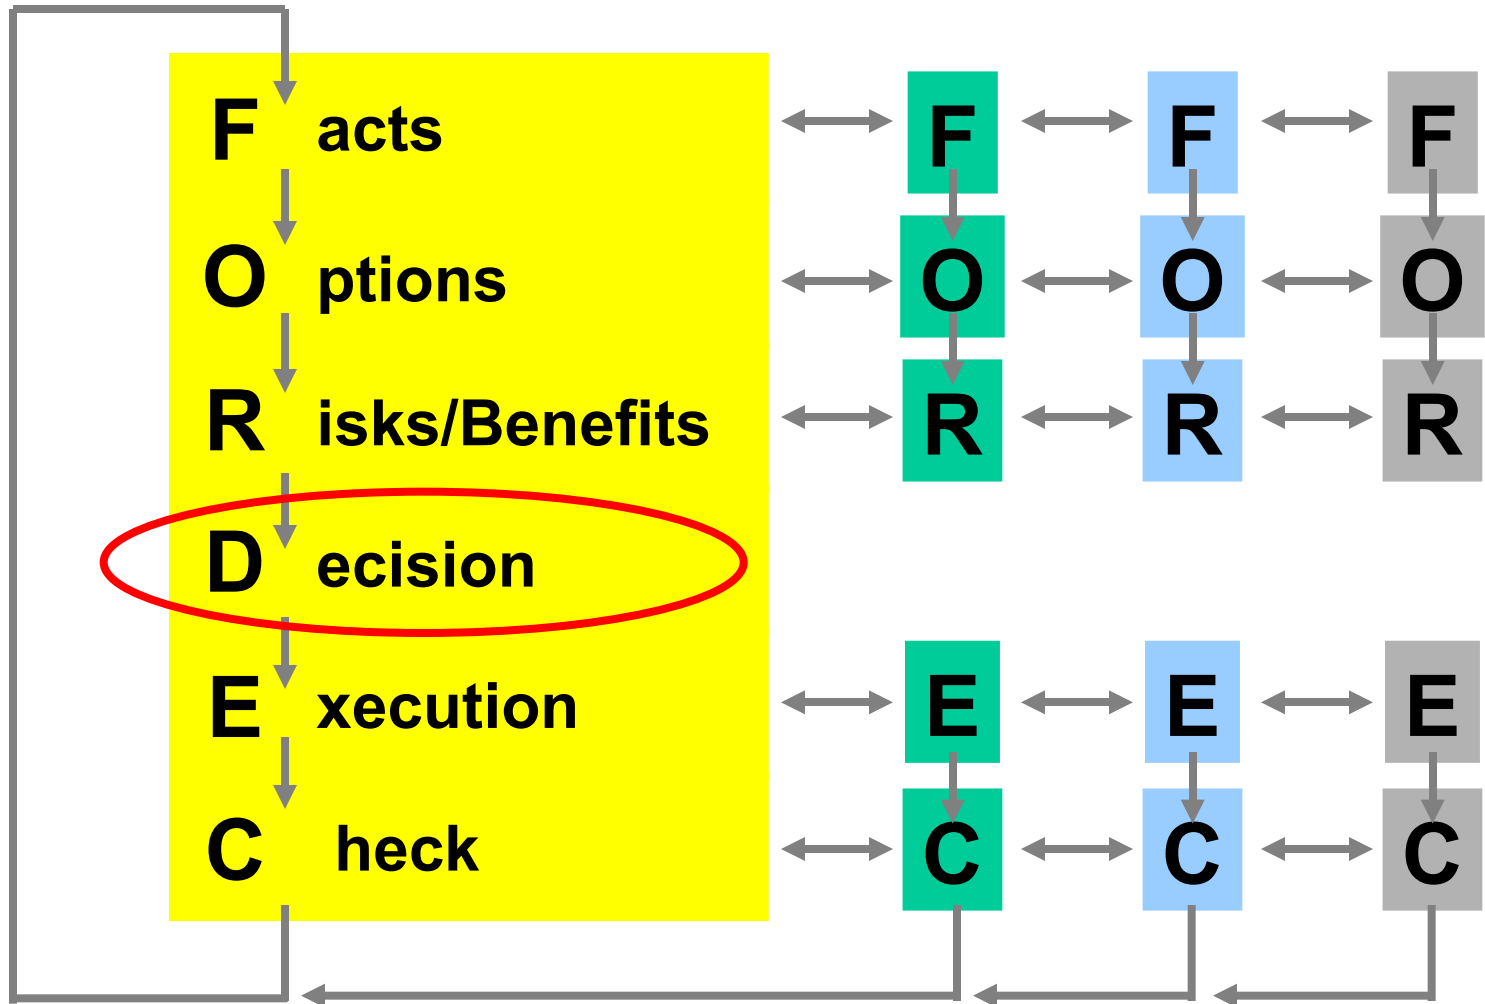 F acts F F F
O ptions O O O
R isks/Benefits R R R
D ecision
E xecution E E E
C heck C C C